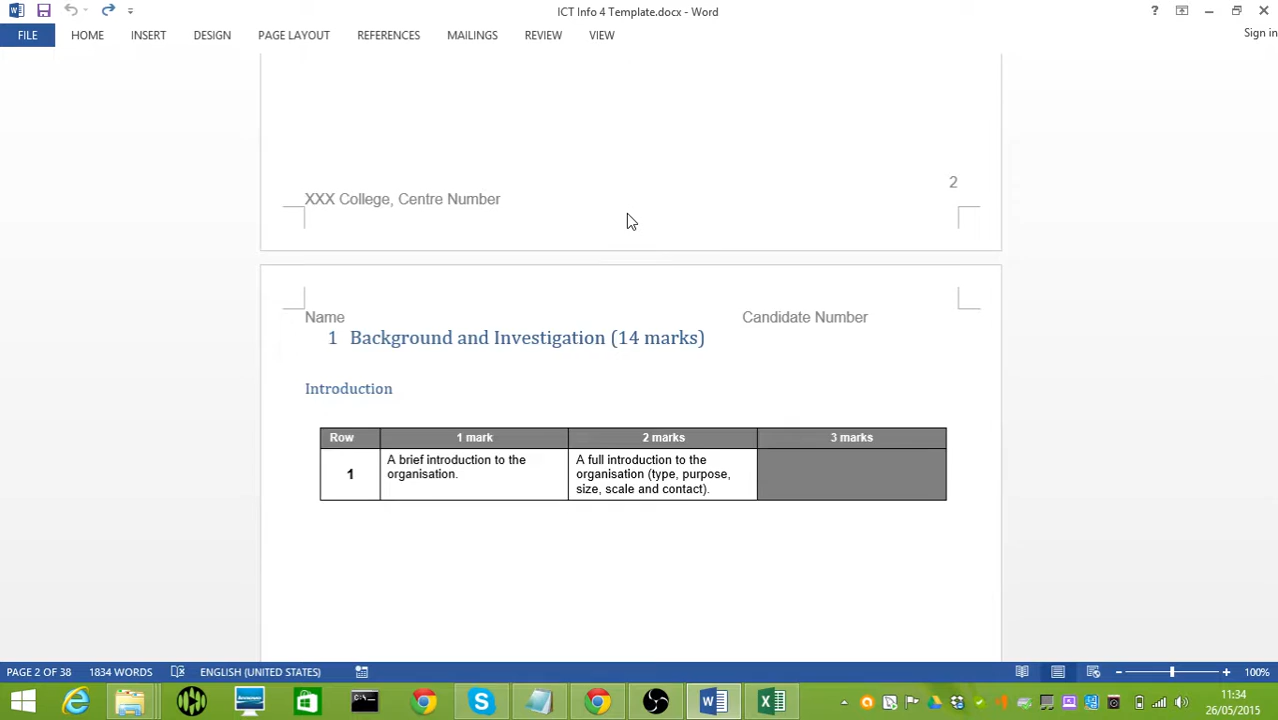 ICT Info 4 Template.docx - Word
?
FILE HOME INSERT DESIGN PAGE LAYOUT REFERENCES MAILINGS REVIEW VIEW
Sign in
2
XXX College, Centre Number
Name Candidate Number
1 Background and Investigation (14 marks)
Introduction
Row 1 mark 2 marks 3 marks
1
A brief introduction to the
organisation.
A full introduction to the
organisation (type, purpose,
size, scale and contact).
PAGE 2 OF 38 1834 WORDS ENGLISH (UNITED STATES) 100%
11:34
26/05/2015